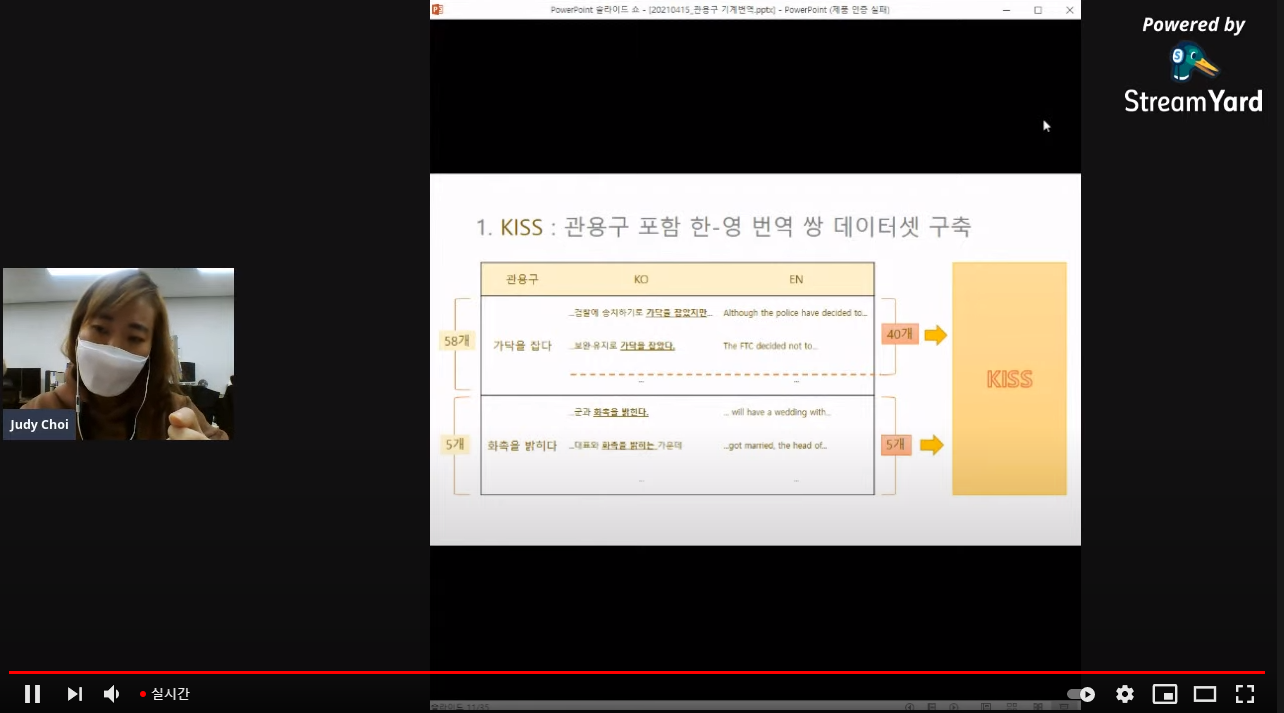 PowerPoint 슬라이드 쇼 - [20210415_관용구 기계번역.pptx] - PowerPoint (제품 인증 실패)
Powered by
StreamYard
1. KISS : 관용구 포함 한-영 번역 쌍 데이터셋 구축
관용구 KO EN
...검찰에 송치하기로 가닥을 잡았지만... Although the police have decided to...
58개 가닥을 잡다 ...보완·유지로 가닥을 잡았다. The FTC decided not to... 40개
... ...
KISS
...군과 화촉을 밝힌다. ... will have a wedding with...
5개 화촉을 밝히다 ...대표와 화촉을 밝히는 가운데 ...got married, the head of... 5개
... ...
Judy Choi
실시간
슬라이드 11/35